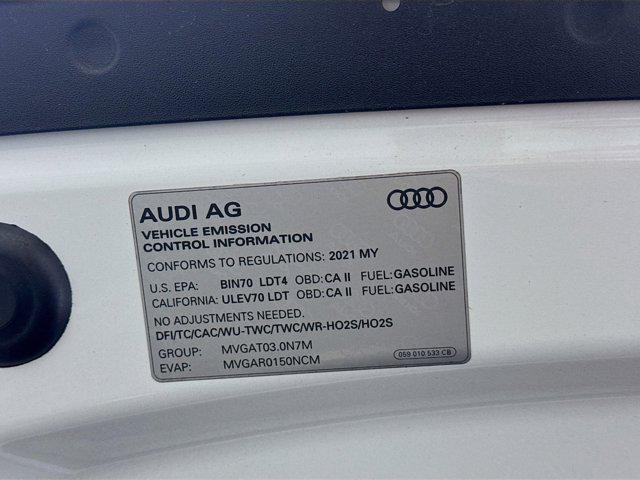 AUDI AG
VEHICLE EMISSION
CONTROL INFORMATION
CONFORMS TO REGULATIONS: 2021 MY
U.S. EPA: BIN70 LDT4 OBD: CA II FUEL: GASOLINE
CALIFORNIA: ULEV70 LDT OBD: CA II FUEL: GASOLINE
NO ADJUSTMENTS NEEDED.
DFI/TC/CAC/WU-TWC/TWC/WR-HO2S/HO2S
GROUP: MVGAT03.0N7M
EVAP: MVGAR0150NCM
059 010 533 CB